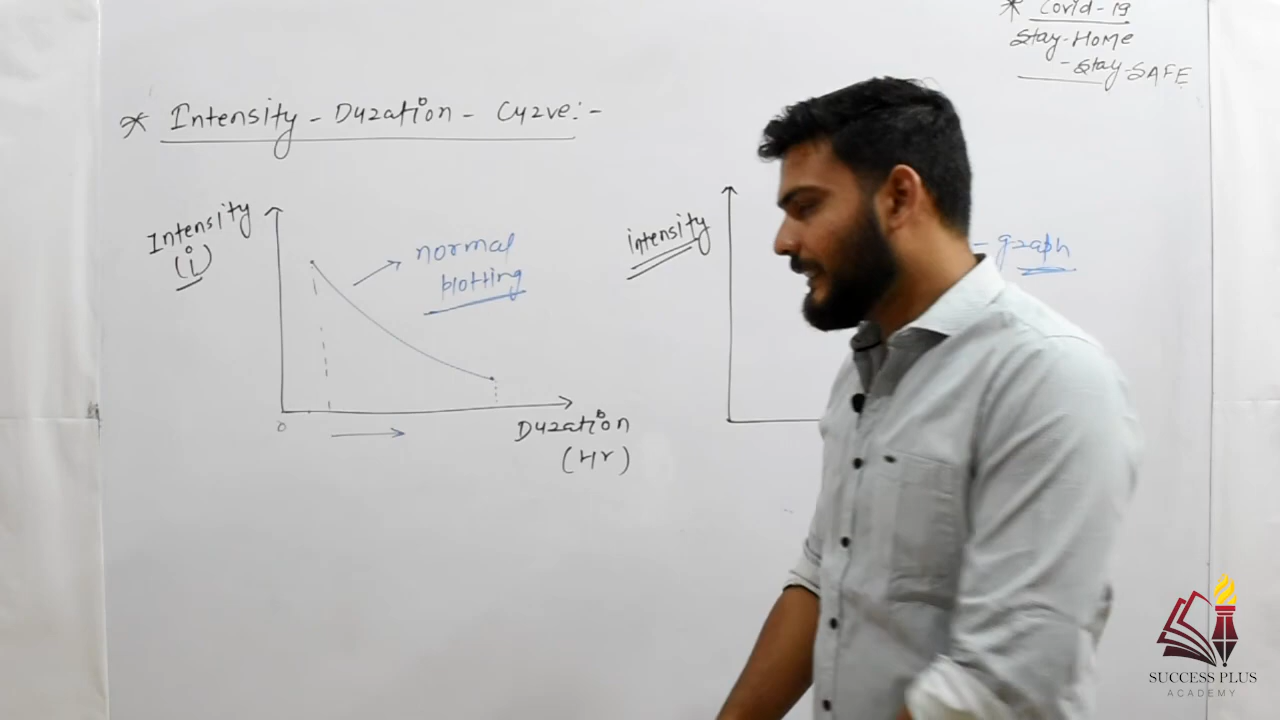 * Covid-19
Stay-Home
- Stay-SAFE
* Intensity - Duration - Curve:-
Intensity
(i)
normal
plotting
0
Duration
(Hr)
intensity
- graph
SUCCESS PLUS
ACADEMY